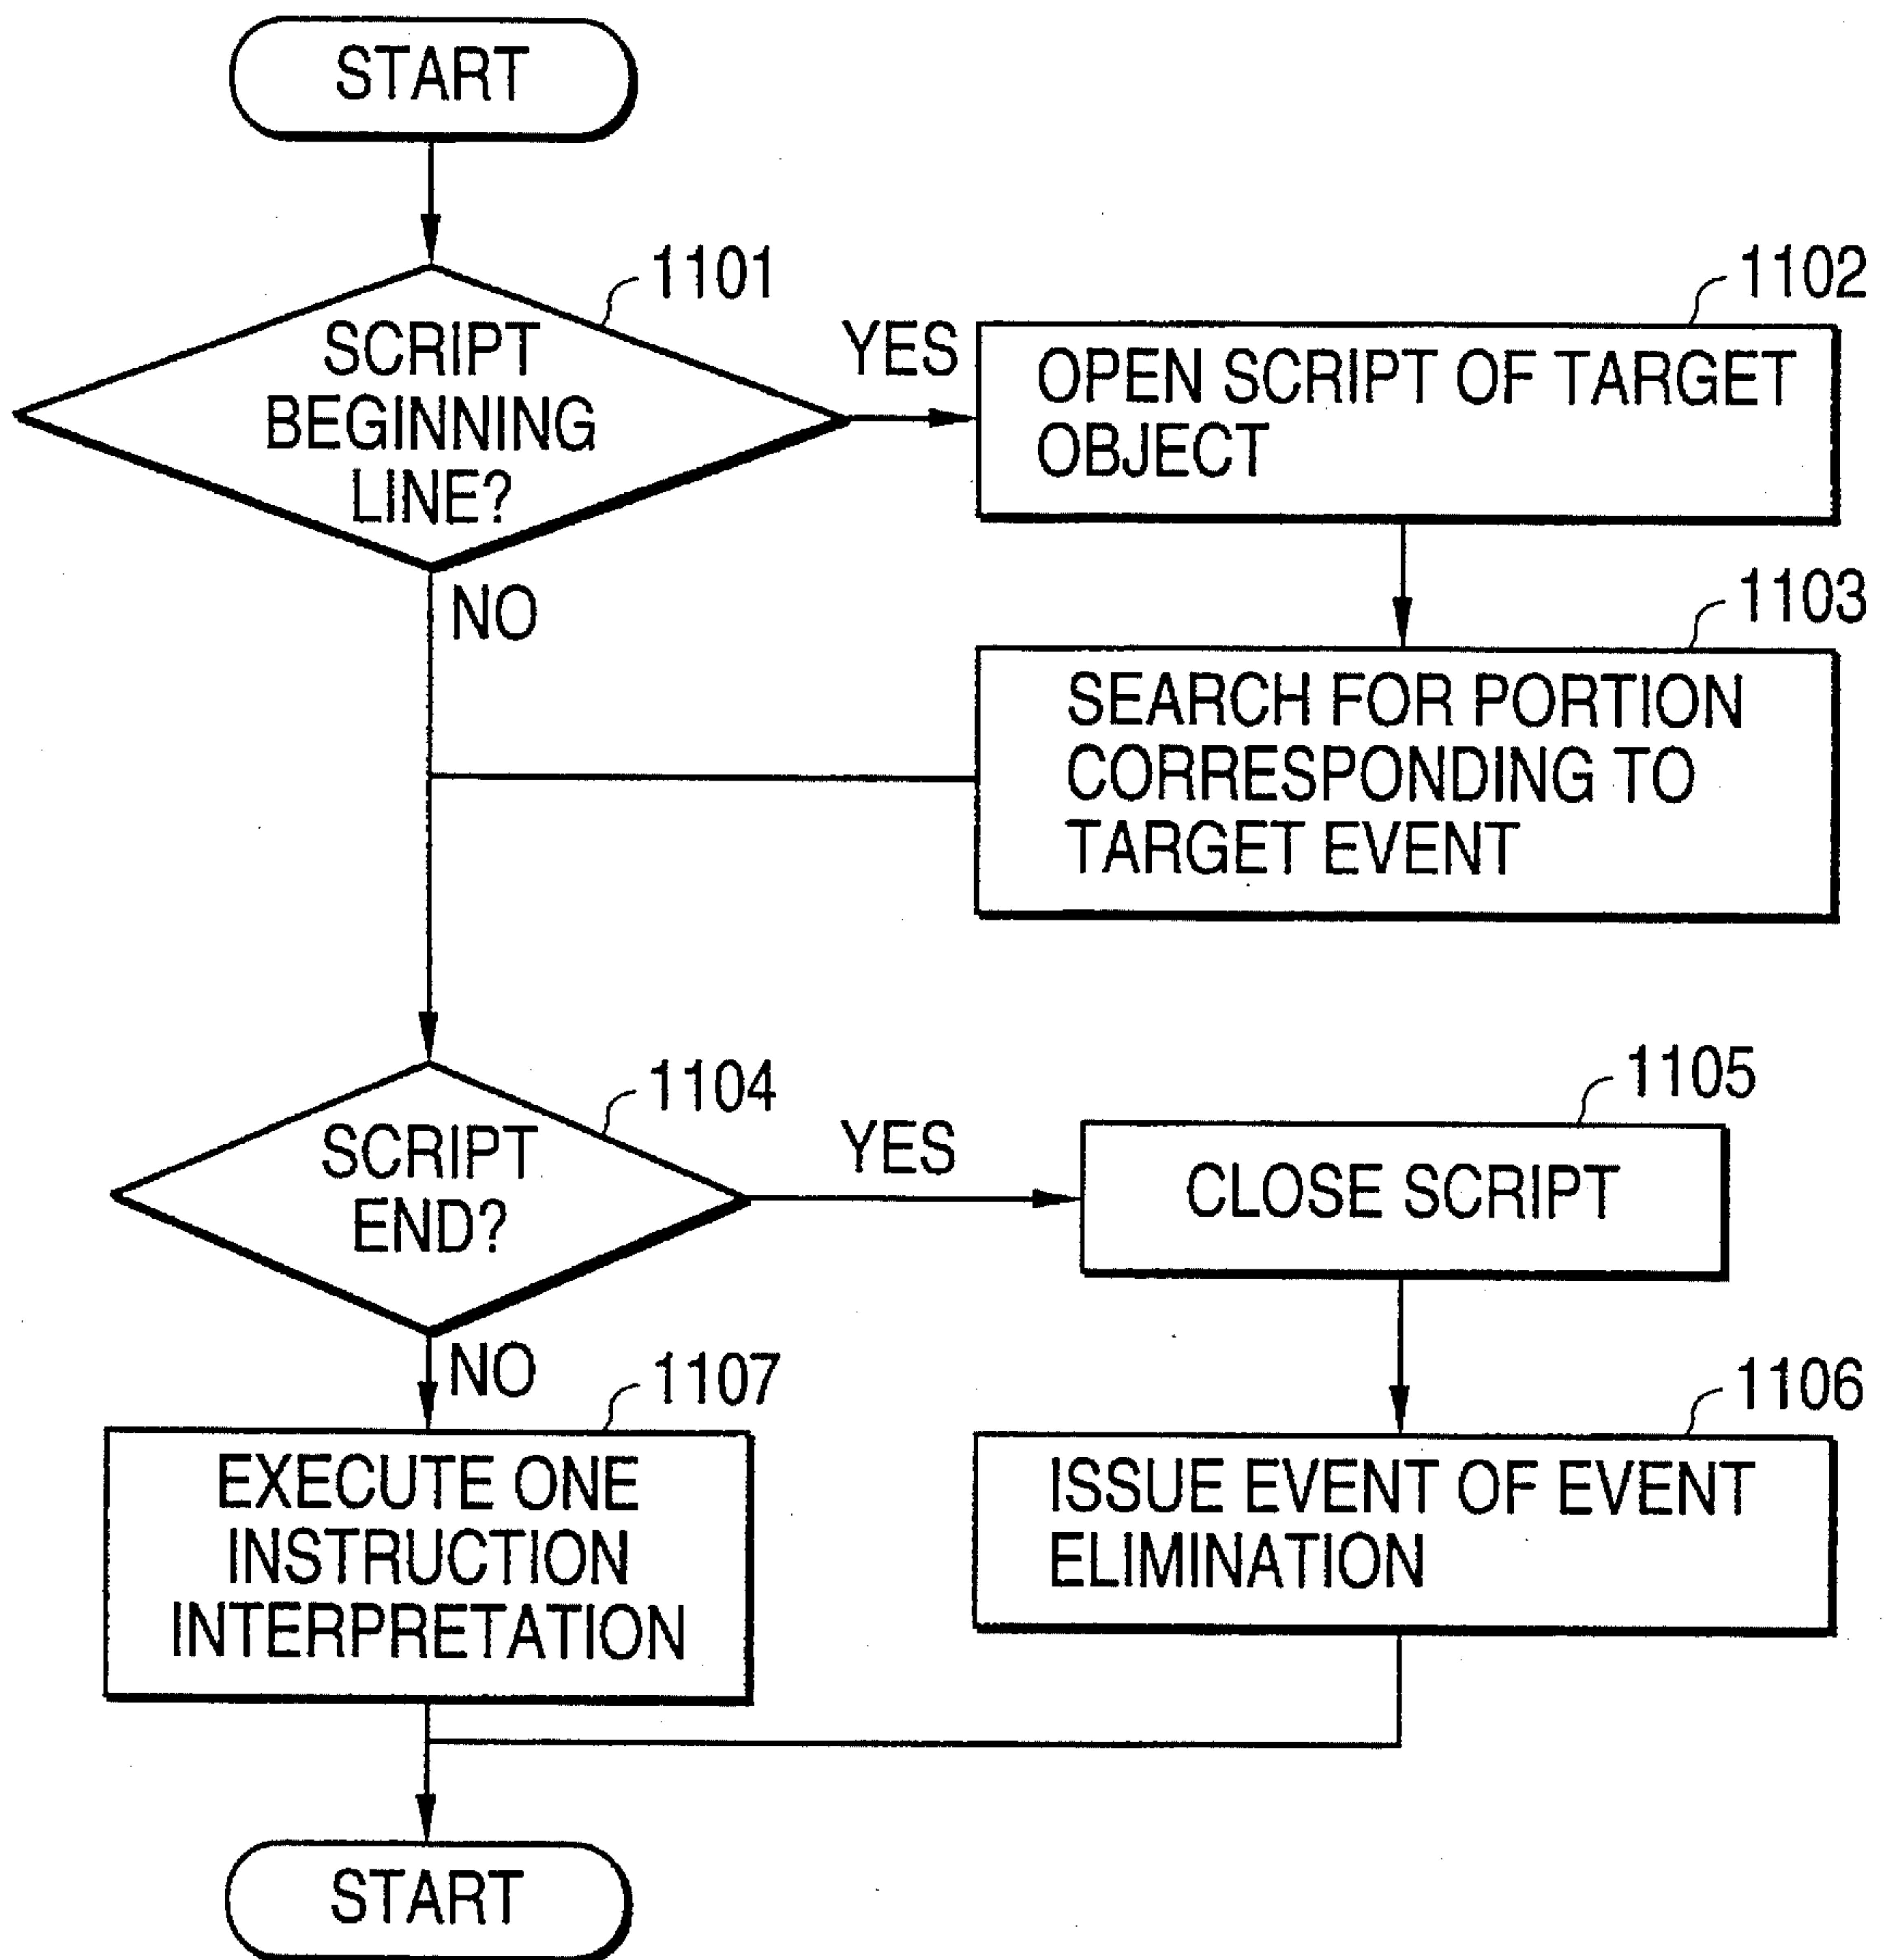 START
1101
SCRIPT
BEGINNING
LINE?
YES
1102
OPEN SCRIPT OF TARGET
OBJECT
NO
1103
SEARCH FOR PORTION
CORRESPONDING TO
TARGET EVENT
1104
SCRIPT
END?
YES
1105
CLOSE SCRIPT
NO
1107
EXECUTE ONE
INSTRUCTION
INTERPRETATION
1106
ISSUE EVENT OF EVENT
ELIMINATION
START